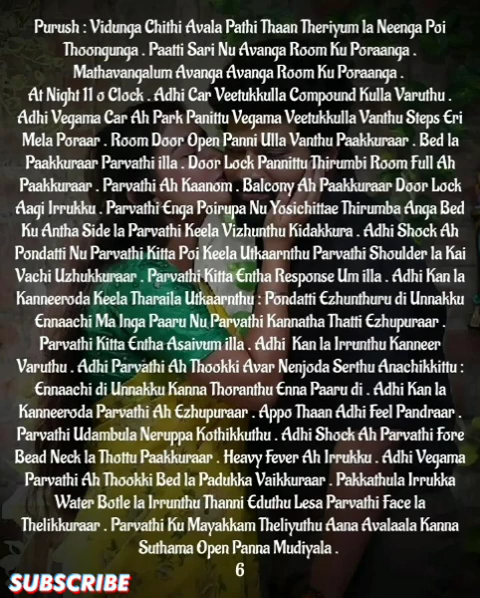 Purush : Vidunga Chithi Avala Pathi Thaan Theriyum la Neenga Poi
Thoongunga . Paatti Sari Nu Avanga Room Ku Poraanga .
Mathavangalum Avanga Avanga Room Ku Poraanga .
At Night 11 o Clock . Adhi Car Veetukkulla Compound Kulla Varuthu .
Adhi Vegama Car Ah Park Panittu Vegama Veetukkulla Vanthu Steps Eri
Mela Poraar . Room Door Open Panni Ulla Vanthu Paakkuraar . Bed la
Paakkuraar Parvathi illa . Door Lock Pannittu Thirumbi Room Full Ah
Paakkuraar . Parvathi Ah Kaanom . Balcony Ah Paakkuraar Door Lock
Aagi Irrukku . Parvathi Enga Poirupa Nu Yosichittae Thirumba Anga Bed
Ku Antha Side la Parvathi Keela Vizhunthu Kidakkura . Adhi Shock Ah
Pondatti Nu Parvathi Kitta Poi Keela Utkaarnthu Parvathi Shoulder la Kai
Vachi Uzhukkuraar . Parvathi Kitta Entha Response Um illa . Adhi Kan la
Kanneeroda Keela Tharaila Utkaarnthu : Pondatti Ezhunthuru di Unnakku
Ennaachi Ma Inga Paaru Nu Parvathi Kannatha Thatti Ezhupuraar .
Parvathi Kitta Entha Asaivum illa . Adhi Kan la Irrunthu Kanneer
Varuthu . Adhi Parvathi Ah Thookki Avar Nenjoda Serthu Anachikkittu :
Ennaachi di Unnakku Kanna Thoranthu Enna Paaru di . Adhi Kan la
Kanneeroda Parvathi Ah Ezhupuraar . Appo Thaan Adhi Feel Pandraar .
Parvathi Udambula Neruppa Kothikkuthu . Adhi Shock Ah Parvathi Fore
Bead Neck la Thottu Paakkuraar . Heavy Fever Ah Irrukku . Adhi Vegama
Parvathi Ah Thookki Bed la Padukka Vaikkuraar . Pakkathula Irrukka
Water Botle la Irrunthu Thanni Eduthu Lesa Parvathi Face la
Thelikkuraar . Parvathi Ku Mayakkam Theliyuthu Aana Avalaala Kanna
Suthama Open Panna Mudiyala .
6
SUBSCRIBE